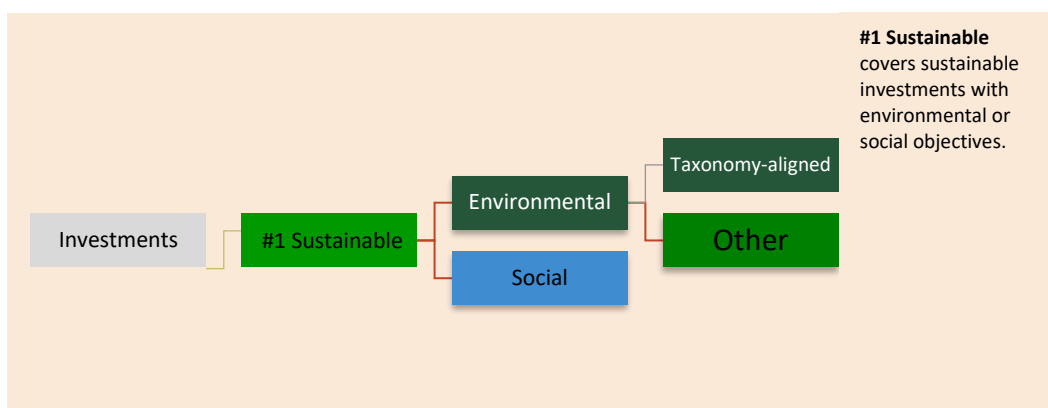 #1 Sustainable
covers sustainable
investments with
environmental or
social objectives.
Taxonomy-aligned
Environmental
Investments
#1 Sustainable
Other
Social